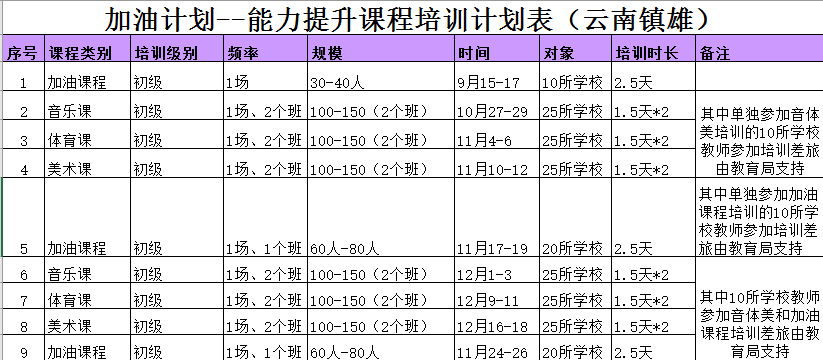 加油计划--能力提升课程培训计划表（云南镇雄）
序号 课程类别 培训级别 频率 规模 时间 对象 培训时长 备注
1 加油课程 初级 1场 30-40人 9月15-17 10所学校 2.5天
2 音乐课 初级 1场、2个班 100-150（2个班） 10月27-29 25所学校 1.5天*2
3 体育课 初级 1场、2个班 100-150（2个班） 11月4-6 25所学校 1.5天*2
4 美术课 初级 1场、2个班 100-150（2个班） 11月10-12 25所学校 1.5天*2
其中单独参加音体
美培训的10所学校
教师参加培训差旅
由教育局支持
5 加油课程 初级 1场、1个班 60人-80人 11月17-19 20所学校 2.5天
其中单独参加加油
课程培训的10所学
校教师参加培训差
旅由教育局支持
6 音乐课 初级 1场、2个班 100-150（2个班） 12月1-3 25所学校 1.5天*2
7 体育课 初级 1场、2个班 100-150（2个班） 12月9-11 25所学校 1.5天*2
8 美术课 初级 1场、2个班 100-150（2个班） 12月16-18 25所学校 1.5天*2
9 加油课程 初级 1场、1个班 60人-80人 11月24-26 20所学校 2.5天
其中10所学校教师
参加音体美和加油
课程培训差旅由教
育局支持